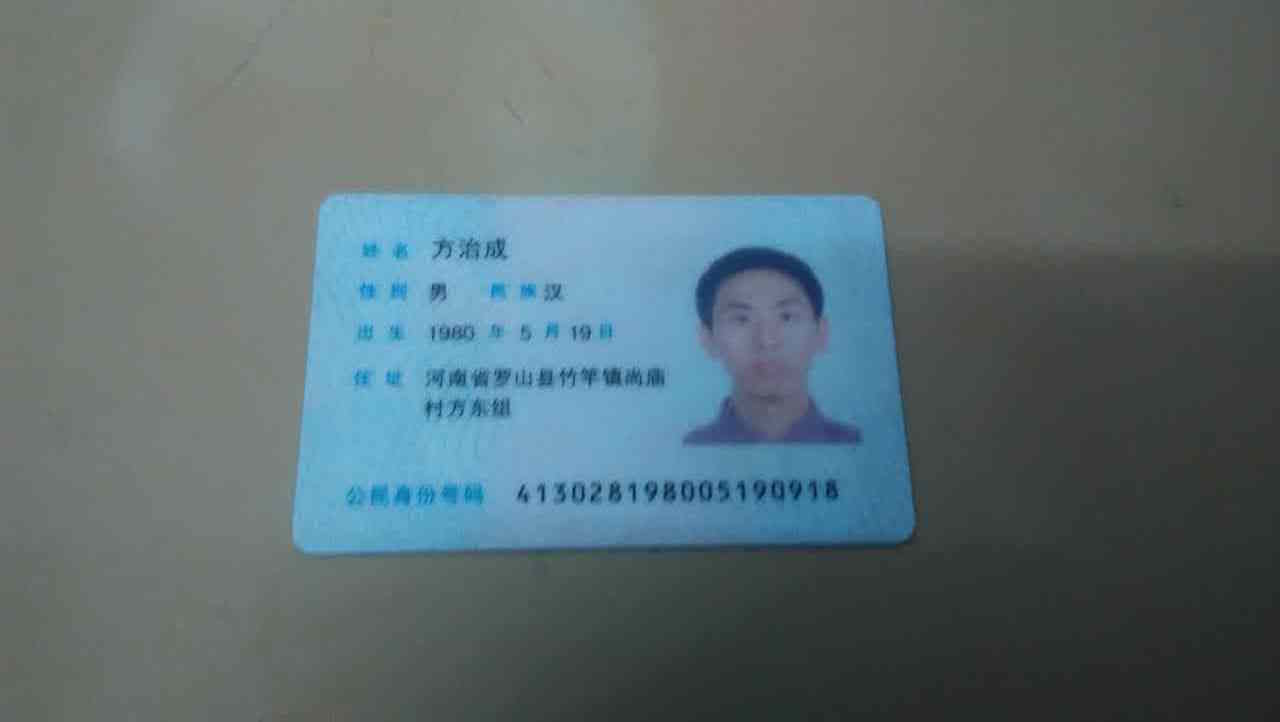 姓名 方治成
性别 男 民族 汉
出生 1980 年 5 月 19 日
住址 河南省罗山县竹竿镇尚庙
村方东组
公民身份号码 413028198005190918